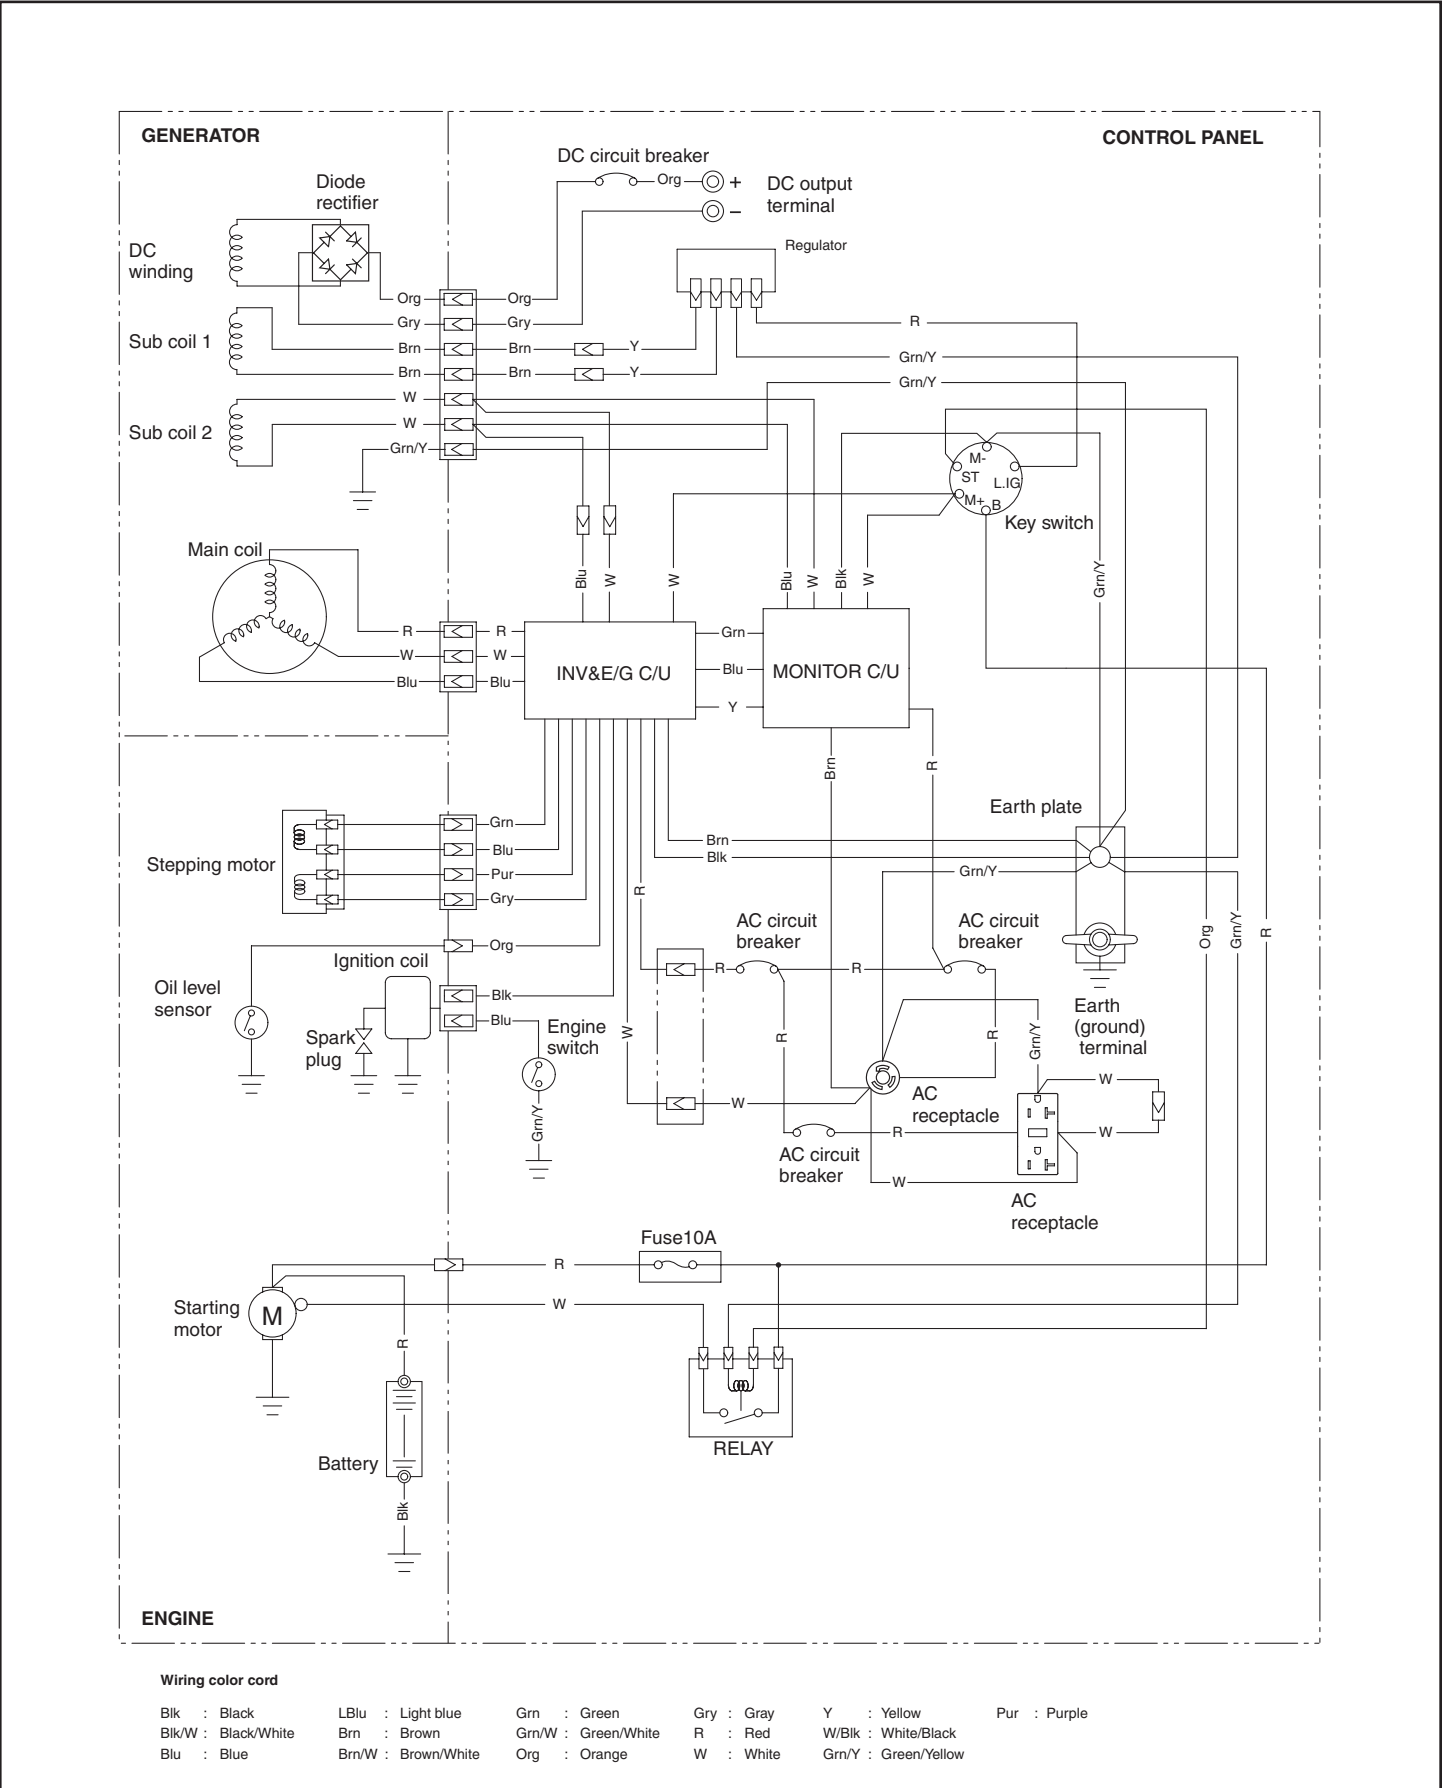 GENERATOR
CONTROL PANEL
DC circuit breaker
Org
+
DC output
terminal
−
Diode
rectifier
DC
winding
Regulator
Org
Org
Gry
Gry
R
Sub coil 1
Brn
Brn
Y
Grn/Y
Brn
Brn
Y
Grn/Y
W
Sub coil 2
W
Grn/Y
M-
ST
L.IG
M+
B
Key switch
Main coil
Blu
W
W
Blu
W
Blk
W
Grn/Y
R
R
W
W
Blu
Blu
INV&E/G C/U
Grn
Blu
Y
MONITOR C/U
Brn
R
Earth plate
Stepping motor
Grn
Blu
Pur
Gry
Brn
Blk
Grn/Y
R
AC circuit
breaker
AC circuit
breaker
Org
Grn/Y
R
Org
Ignition coil
R
R
Oil level
sensor
Blk
Blu
Spark
plug
Engine
switch
W
R
R
Grn/Y
Earth
(ground)
terminal
Grn/Y
W
AC
receptacle
W
W
R
AC circuit
breaker
W
AC
receptacle
Fuse10A
R
Starting
motor
M
W
R
RELAY
Battery
Blk
ENGINE
Wiring color cord
Blk : Black LBlu : Light blue Grn : Green Gry : Gray Y : Yellow Pur : Purple
Blk/W : Black/White Brn : Brown Grn/W : Green/White R : Red W/Blk : White/Black
Blu : Blue Brn/W : Brown/White Org : Orange W : White Grn/Y : Green/Yellow